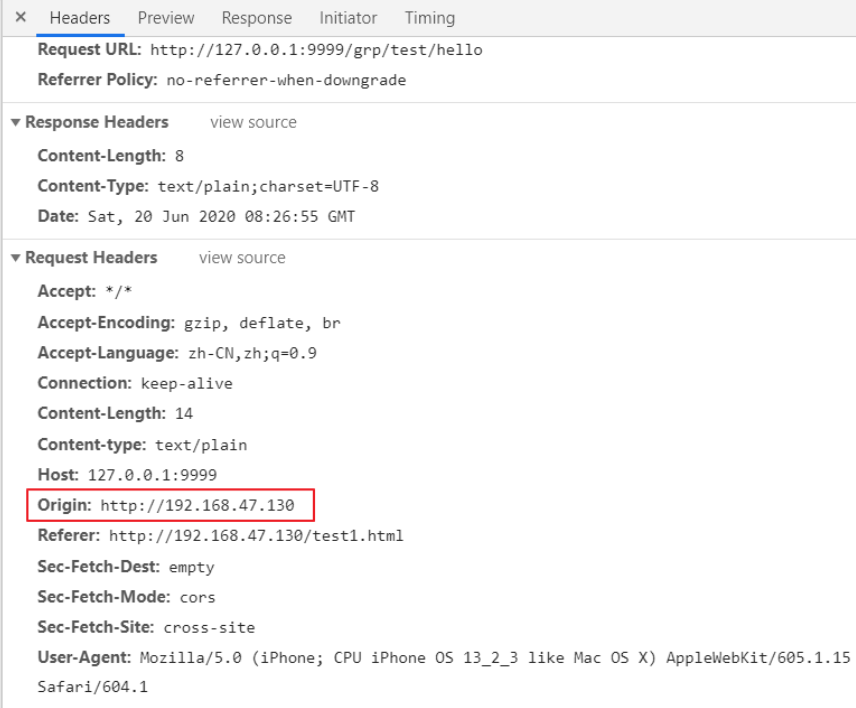 × Headers Preview Response Initiator Timing
Request URL: http://127.0.0.1:9999/grp/test/hello
Referrer Policy: no-referrer-when-downgrade
▼ Response Headers view source
Content-Length: 8
Content-Type: text/plain;charset=UTF-8
Date: Sat, 20 Jun 2020 08:26:55 GMT
▼ Request Headers view source
Accept: */*
Accept-Encoding: gzip, deflate, br
Accept-Language: zh-CN,zh;q=0.9
Connection: keep-alive
Content-Length: 14
Content-type: text/plain
Host: 127.0.0.1:9999
Origin: http://192.168.47.130
Referer: http://192.168.47.130/test1.html
Sec-Fetch-Dest: empty
Sec-Fetch-Mode: cors
Sec-Fetch-Site: cross-site
User-Agent: Mozilla/5.0 (iPhone; CPU iPhone OS 13_2_3 like Mac OS X) AppleWebKit/605.1.15
Safari/604.1